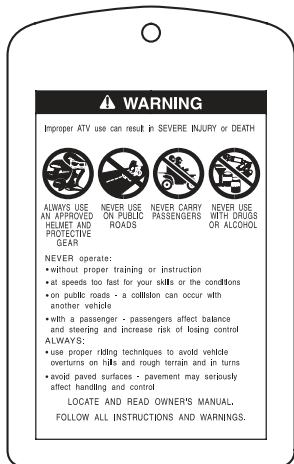 WARNING
Improper ATV use can result in SEVERE INJURY or DEATH
ALWAYS USE AN APPROVED HELMET AND PROTECTIVE GEAR
NEVER USE ON PUBLIC ROADS
NEVER CARRY PASSENGERS
NEVER USE WITH DRUGS OR ALCOHOL
NEVER operate:
• without proper training or instruction
• at speeds too fast for your skills or the conditions
• on public roads - a collision can occur with
another vehicle
• with a passenger - passengers affect balance
and steering and increase risk of losing control
ALWAYS:
• use proper riding techniques to avoid vehicle
overturns on hills and rough terrain and in turns
• avoid paved surfaces - pavement may seriously
affect handling and control
LOCATE AND READ OWNER'S MANUAL.
FOLLOW ALL INSTRUCTIONS AND WARNINGS.